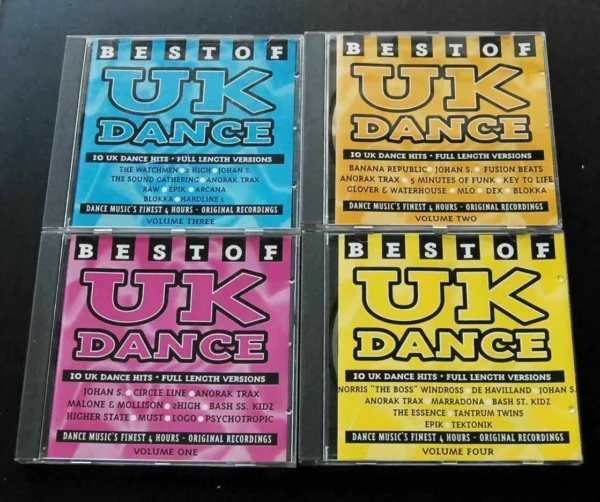 BEST OF
UK
DANCE
10 UK DANCE HITS • FULL LENGTH VERSIONS
THE WATCHMEN • 2 HIGH • JOHAN S.
THE SOUND GATHERING • ANORAK TRAX
RAW • EPIK • ARCANA
BLOKKA • HARDLINE 1
DANCE MUSIC'S FINEST 4 HOURS - ORIGINAL RECORDINGS
VOLUME THREE
BEST OF
UK
DANCE
10 UK DANCE HITS • FULL LENGTH VERSIONS
BANANA REPUBLIC • JOHAN S. • FUSION BEATS
ANORAK TRAX • 5 MINUTES OF FUNK • KEY TO LIFE
GLOVER & WATERHOUSE • MLO • DEX • BLOKKA
DANCE MUSIC'S FINEST 4 HOURS - ORIGINAL RECORDINGS
VOLUME TWO
BEST OF
UK
DANCE
10 UK DANCE HITS • FULL LENGTH VERSIONS
JOHAN S. • CIRCLE LINE • ANORAK TRAX
MALONE & MOLLISON • 2HIGH • BASH SS. KIDZ
HIGHER STATE • MUST • LOGO • PSYCHOTROPIC
DANCE MUSIC'S FINEST 4 HOURS - ORIGINAL RECORDINGS
VOLUME ONE
BEST OF
UK
DANCE
10 UK DANCE HITS • FULL LENGTH VERSIONS
NORRIS "THE BOSS" WINDROSS • DE HAVILLAND • JOHAN S.
ANORAK TRAX • MARRADONA • BASH ST. KIDZ
THE ESSENCE • TANTRUM TWINS
EPIK • TEKTONIK
DANCE MUSIC'S FINEST 4 HOURS - ORIGINAL RECORDINGS
VOLUME FOUR